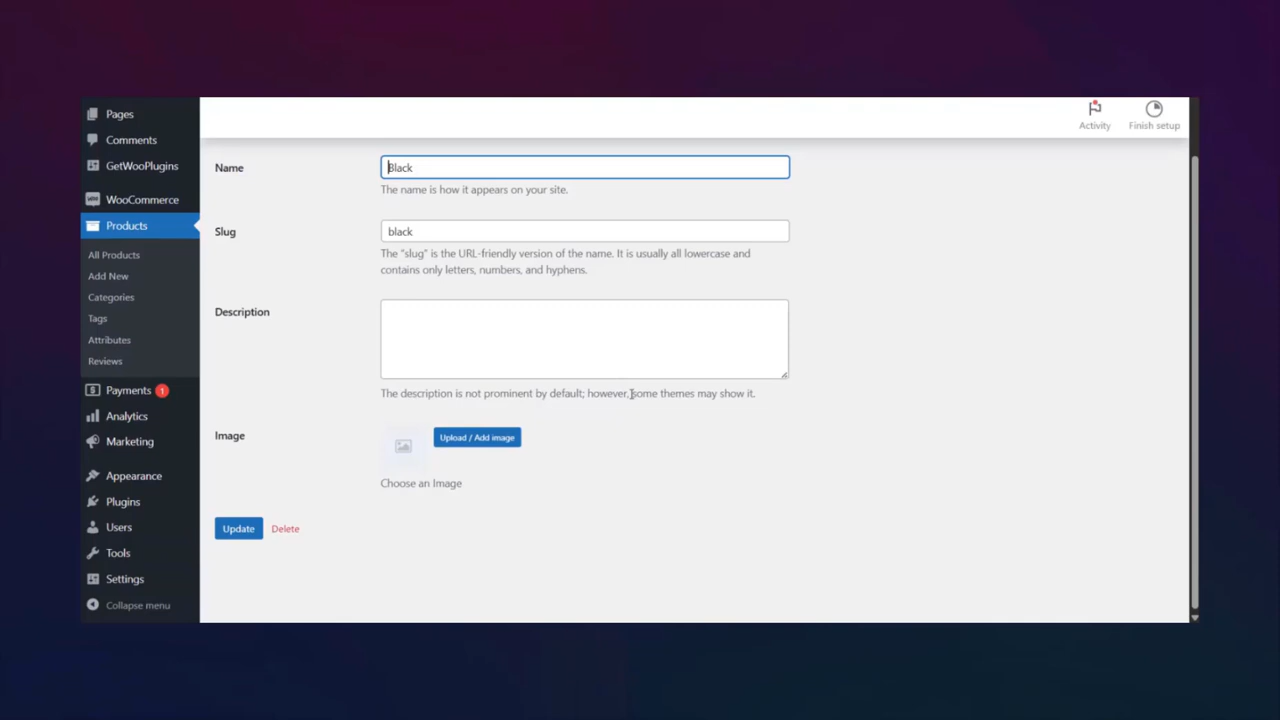 Pages
Comments
GetWooPlugins
WooCommerce
Products
All Products
Add New
Categories
Tags
Attributes
Reviews
Payments 1
Analytics
Marketing
Appearance
Plugins
Users
Tools
Settings
Collapse menu
Activity
Finish setup
Name
Black
The name is how it appears on your site.
Slug
black
The “slug” is the URL-friendly version of the name. It is usually all lowercase and
contains only letters, numbers, and hyphens.
Description
The description is not prominent by default; however, some themes may show it.
Image
Upload / Add image
Choose an Image
Update
Delete